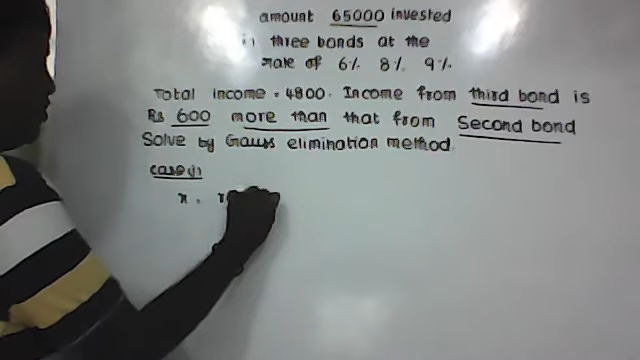 amount 65000 invested
in three bonds at the
rate of 6% 8% 9%.
Total income = 4800. Income from third bond is
Rs 600 more than that from Second bond
Solve by Gauss elimination method
case(i)
x =